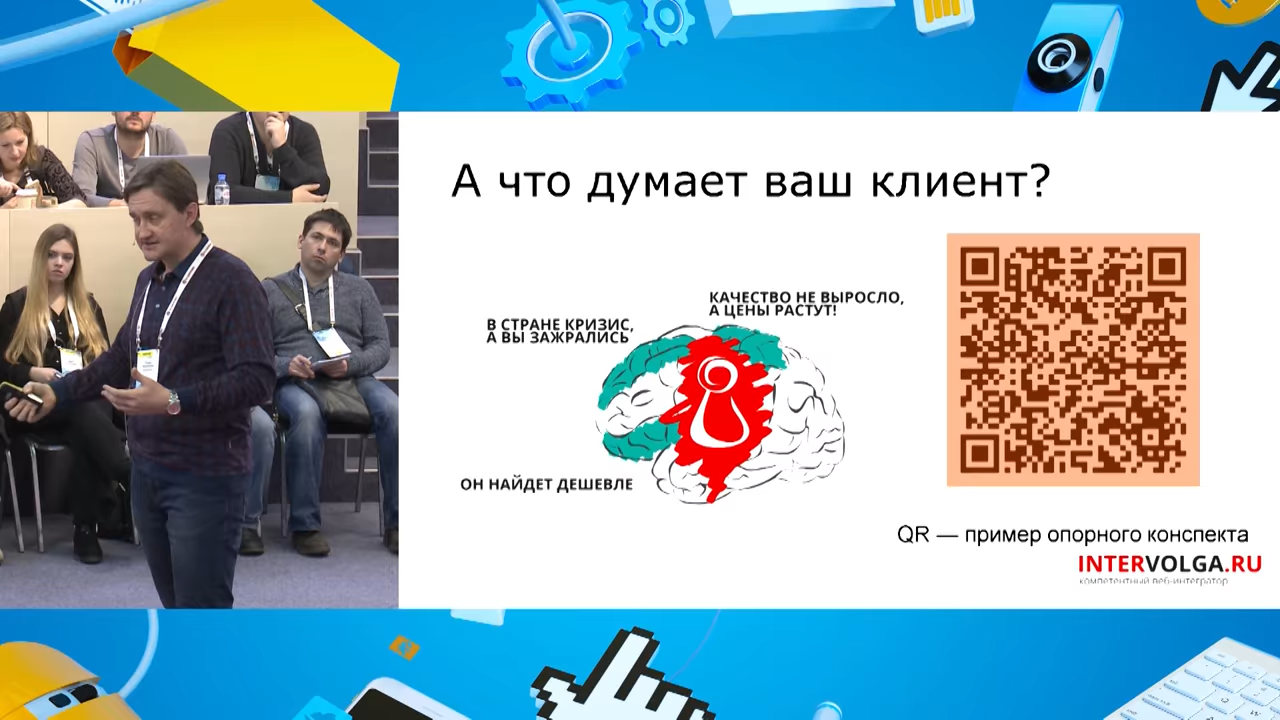 А что думает ваш клиент?
КАЧЕСТВО НЕ ВЫРОСЛО,
А ЦЕНЫ РАСТУТ!
В СТРАНЕ КРИЗИС,
А ВЫ ЗАЖРАЛИСЬ
ОН НАЙДЕТ ДЕШЕВЛЕ
QR — пример опорного конспекта
INTERVOLGA.RU
компетентный веб-интегратор